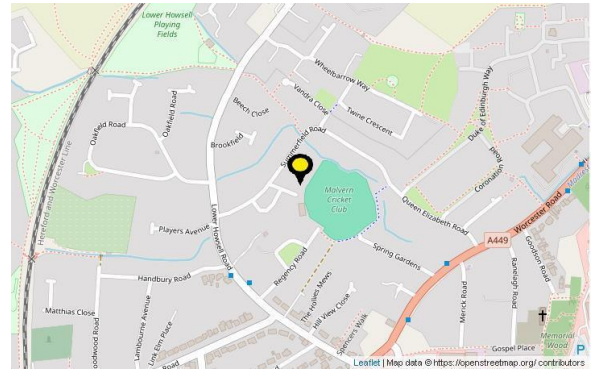 Lower Howsell
Playing
Fields
Wheelbarrow Way
Vandra Close
Twine Crescent
Duke of Edinburgh Way
Oakfield Road
Oakfield Road
Beech Close
Brookfield
Summerfield Road
Coronation Road
Hereford and Worcester Line
Malvern
Cricket
Club
Queen Elizabeth Road
Worcester Road
A449
Lower Howsell Road
Players Avenue
Spring Gardens
Regency Road
Goodson Road
Handbury Road
The Hollies Mews
Hill View Close
Ranelagh Road
Merick Road
Matthias Close
Lambourne Avenue
Link Elm Place
Spencers Walk
Gospel Place
Memorial
Wood
P
Leaflet | Map data © https://openstreetmap.org/ contributors